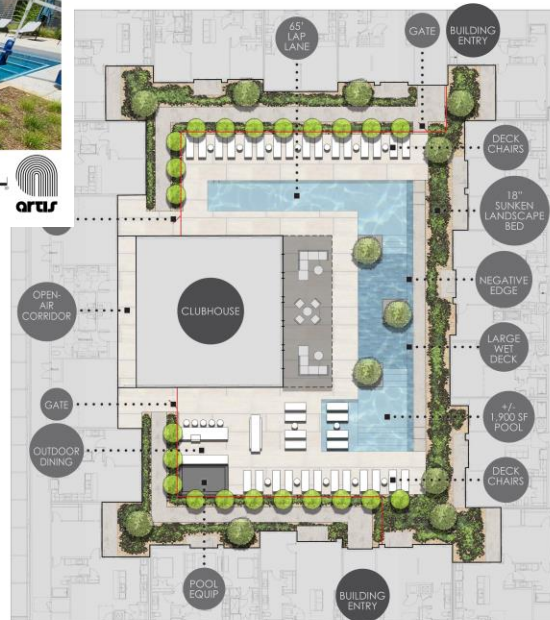 65'
LAP
LANE
GATE
BUILDING
ENTRY
DECK
CHAIRS
18"
SUNKEN
LANDSCAPE
BED
artis
OPEN-
AIR
CORRIDOR
CLUBHOUSE
NEGATIVE
EDGE
LARGE
WET
DECK
GATE
+/-
1,900 SF
POOL
OUTDOOR
DINING
DECK
CHAIRS
POOL
EQUIP
BUILDING
ENTRY